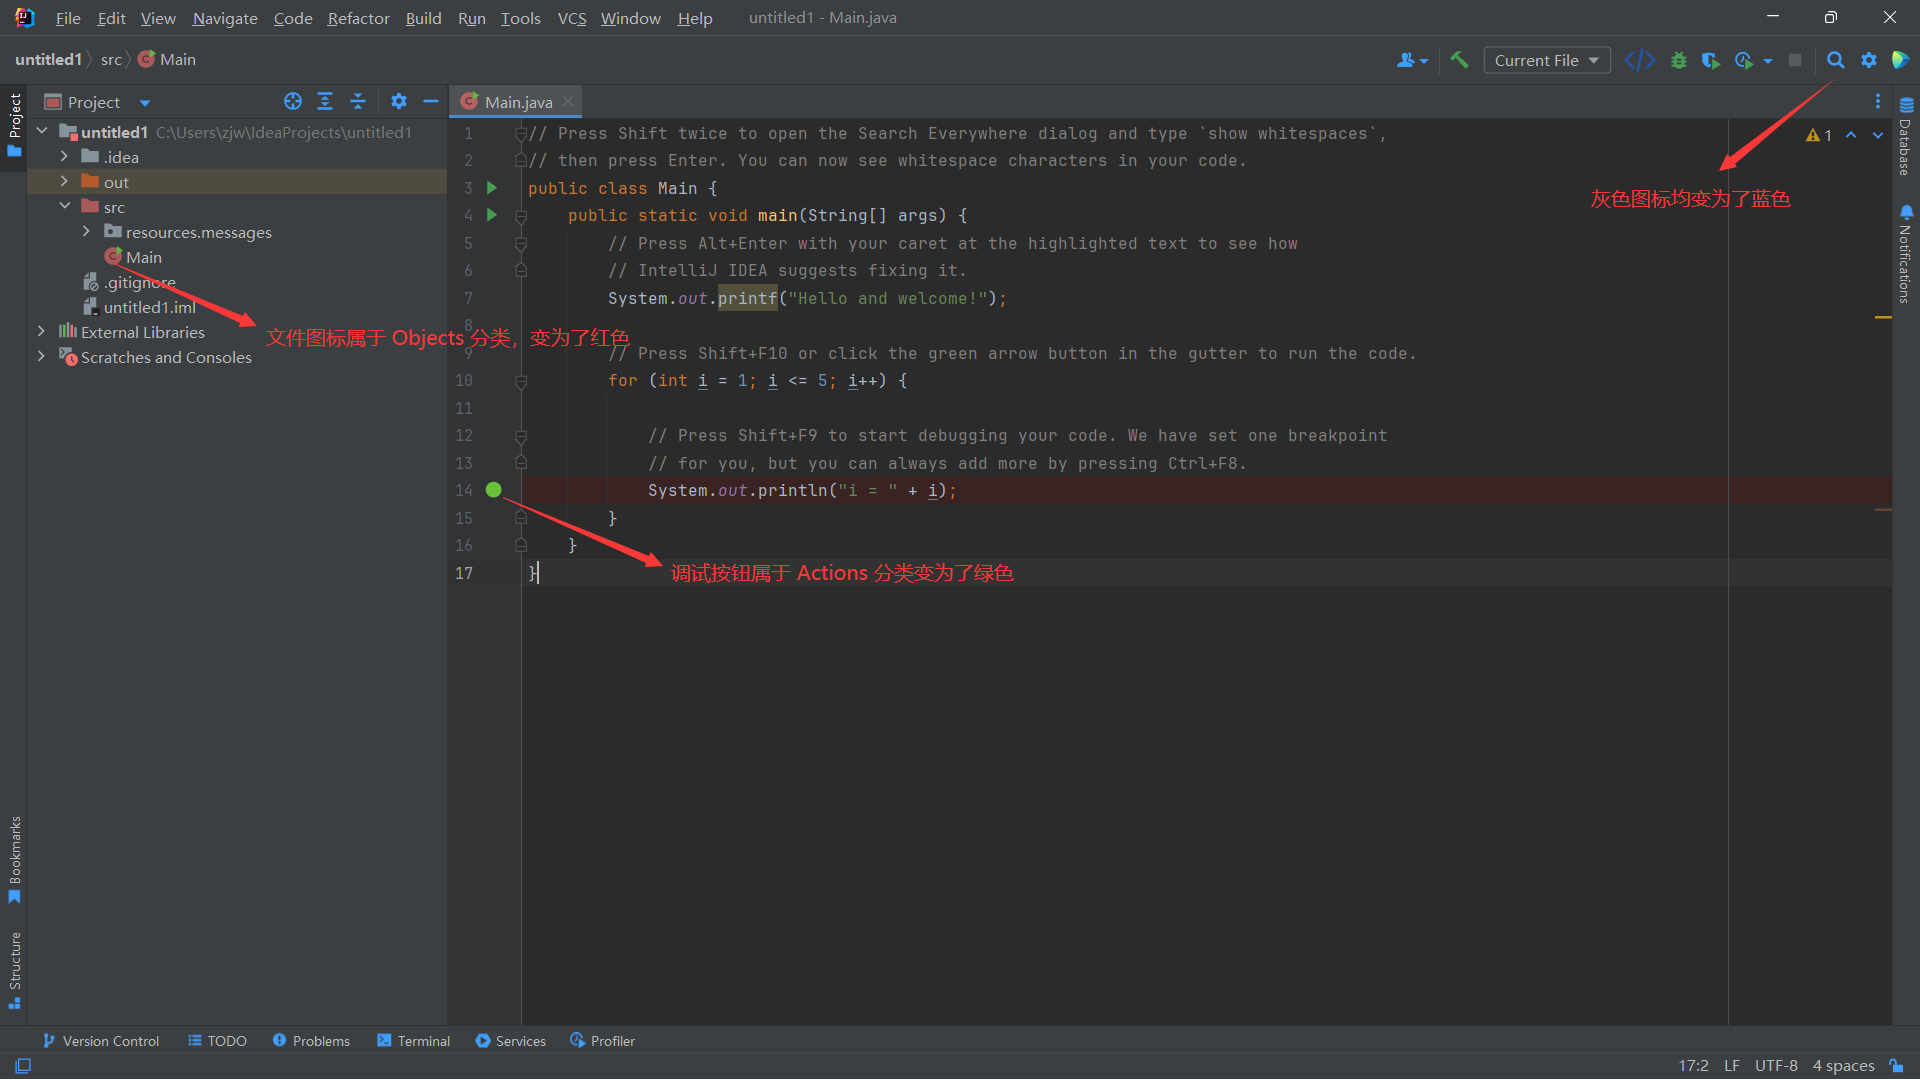 File Edit View Navigate Code Refactor Build Run Tools VCS Window Help untitled1 - Main.java
untitled1 src Main
Current File
Project
Project
Main.java
untitled1 C:\Users\zjw\IdeaProjects\untitled1
.idea
out
src
resources.messages
Main
.gitignore
untitled1.iml
External Libraries
Scratches and Consoles
文件图标属于 Objects 分类，变为了红色
1 // Press Shift twice to open the Search Everywhere dialog and type `show whitespaces`,
2 // then press Enter. You can now see whitespace characters in your code.
3 public class Main {
4 public static void main(String[] args) {
5 // Press Alt+Enter with your caret at the highlighted text to see how
6 // IntelliJ IDEA suggests fixing it.
7 System.out.printf("Hello and welcome!");
8
9 // Press Shift+F10 or click the green arrow button in the gutter to run the code.
10 for (int i = 1; i <= 5; i++) {
11
12 // Press Shift+F9 to start debugging your code. We have set one breakpoint
13 // for you, but you can always add more by pressing Ctrl+F8.
14 System.out.println("i = " + i);
15 }
16 }
17 }
调试按钮属于 Actions 分类变为了绿色
1
灰色图标均变为了蓝色
Database
Notifications
Bookmarks
Structure
Version Control TODO Problems Terminal Services Profiler
17:2 LF UTF-8 4 spaces